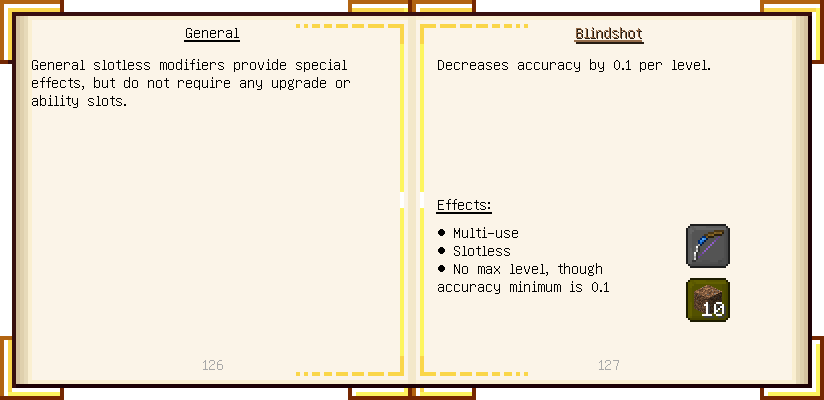 General
General slotless modifiers provide special
effects, but do not require any upgrade or
ability slots.
126
Blindshot
Decreases accuracy by 0.1 per level.
Effects:
● Multi-use
● Slotless
● No max level, though
accuracy minimum is 0.1
10
127